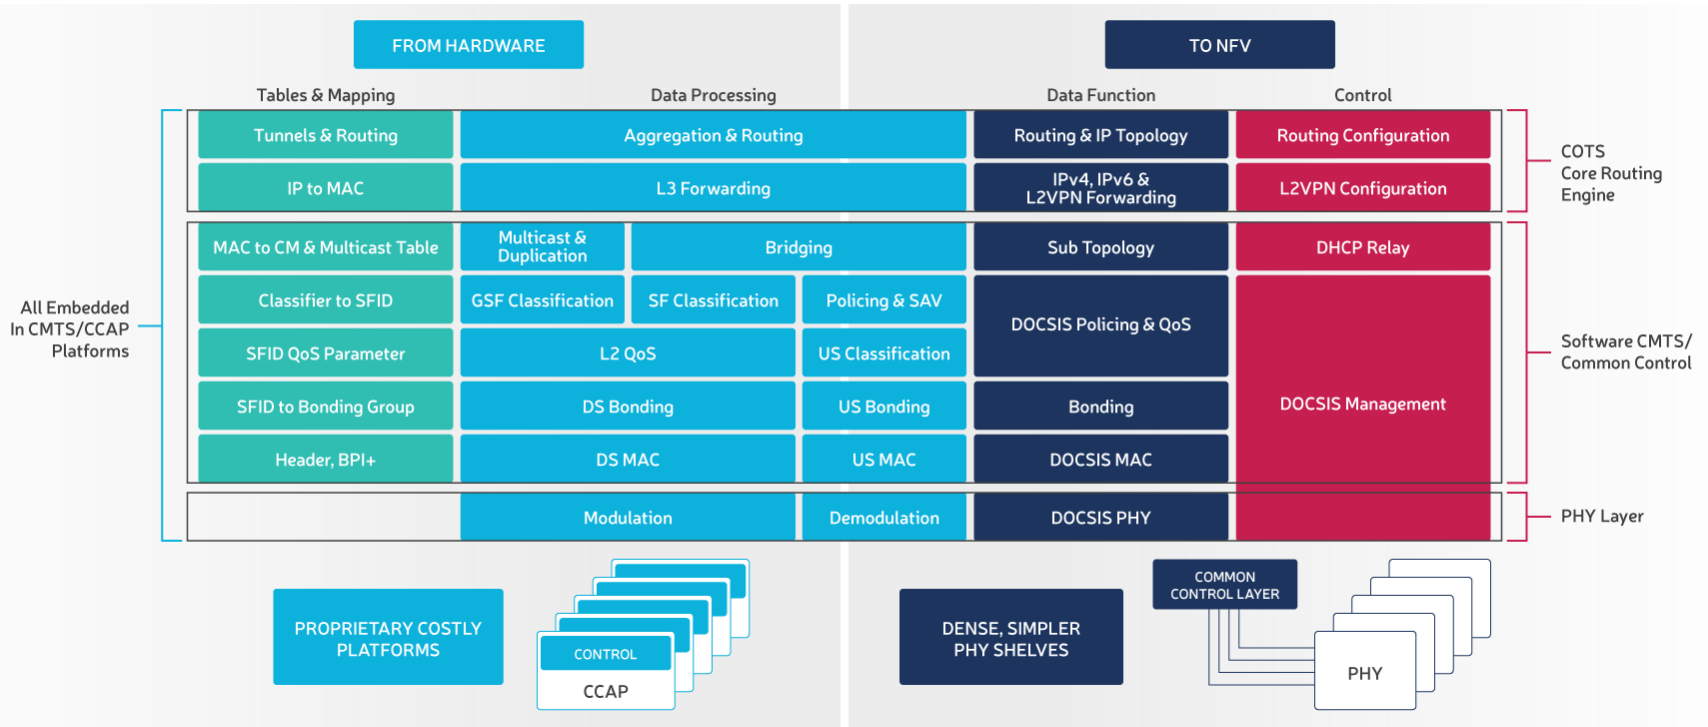 FROM HARDWARE
TO NFV
Tables & Mapping
Data Processing
Data Function
Control
Tunnels & Routing
Aggregation & Routing
Routing & IP Topology
Routing Configuration
IP to MAC
L3 Forwarding
IPv4, IPv6 &
L2VPN Forwarding
L2VPN Configuration
COTS
Core Routing
Engine
MAC to CM & Multicast Table
Multicast &
Duplication
Bridging
Sub Topology
DHCP Relay
Classifier to SFID
GSF Classification
SF Classification
Policing & SAV
DOCSIS Policing & QoS
SFID QoS Parameter
L2 QoS
US Classification
SFID to Bonding Group
DS Bonding
US Bonding
Bonding
DOCSIS Management
Header, BPI+
DS MAC
US MAC
DOCSIS MAC
All Embedded
In CMTS/CCAP
Platforms
Software CMTS/
Common Control
Modulation
Demodulation
DOCSIS PHY
PHY Layer
PROPRIETARY COSTLY
PLATFORMS
CONTROL
CCAP
DENSE, SIMPLER
PHY SHELVES
COMMON
CONTROL LAYER
PHY